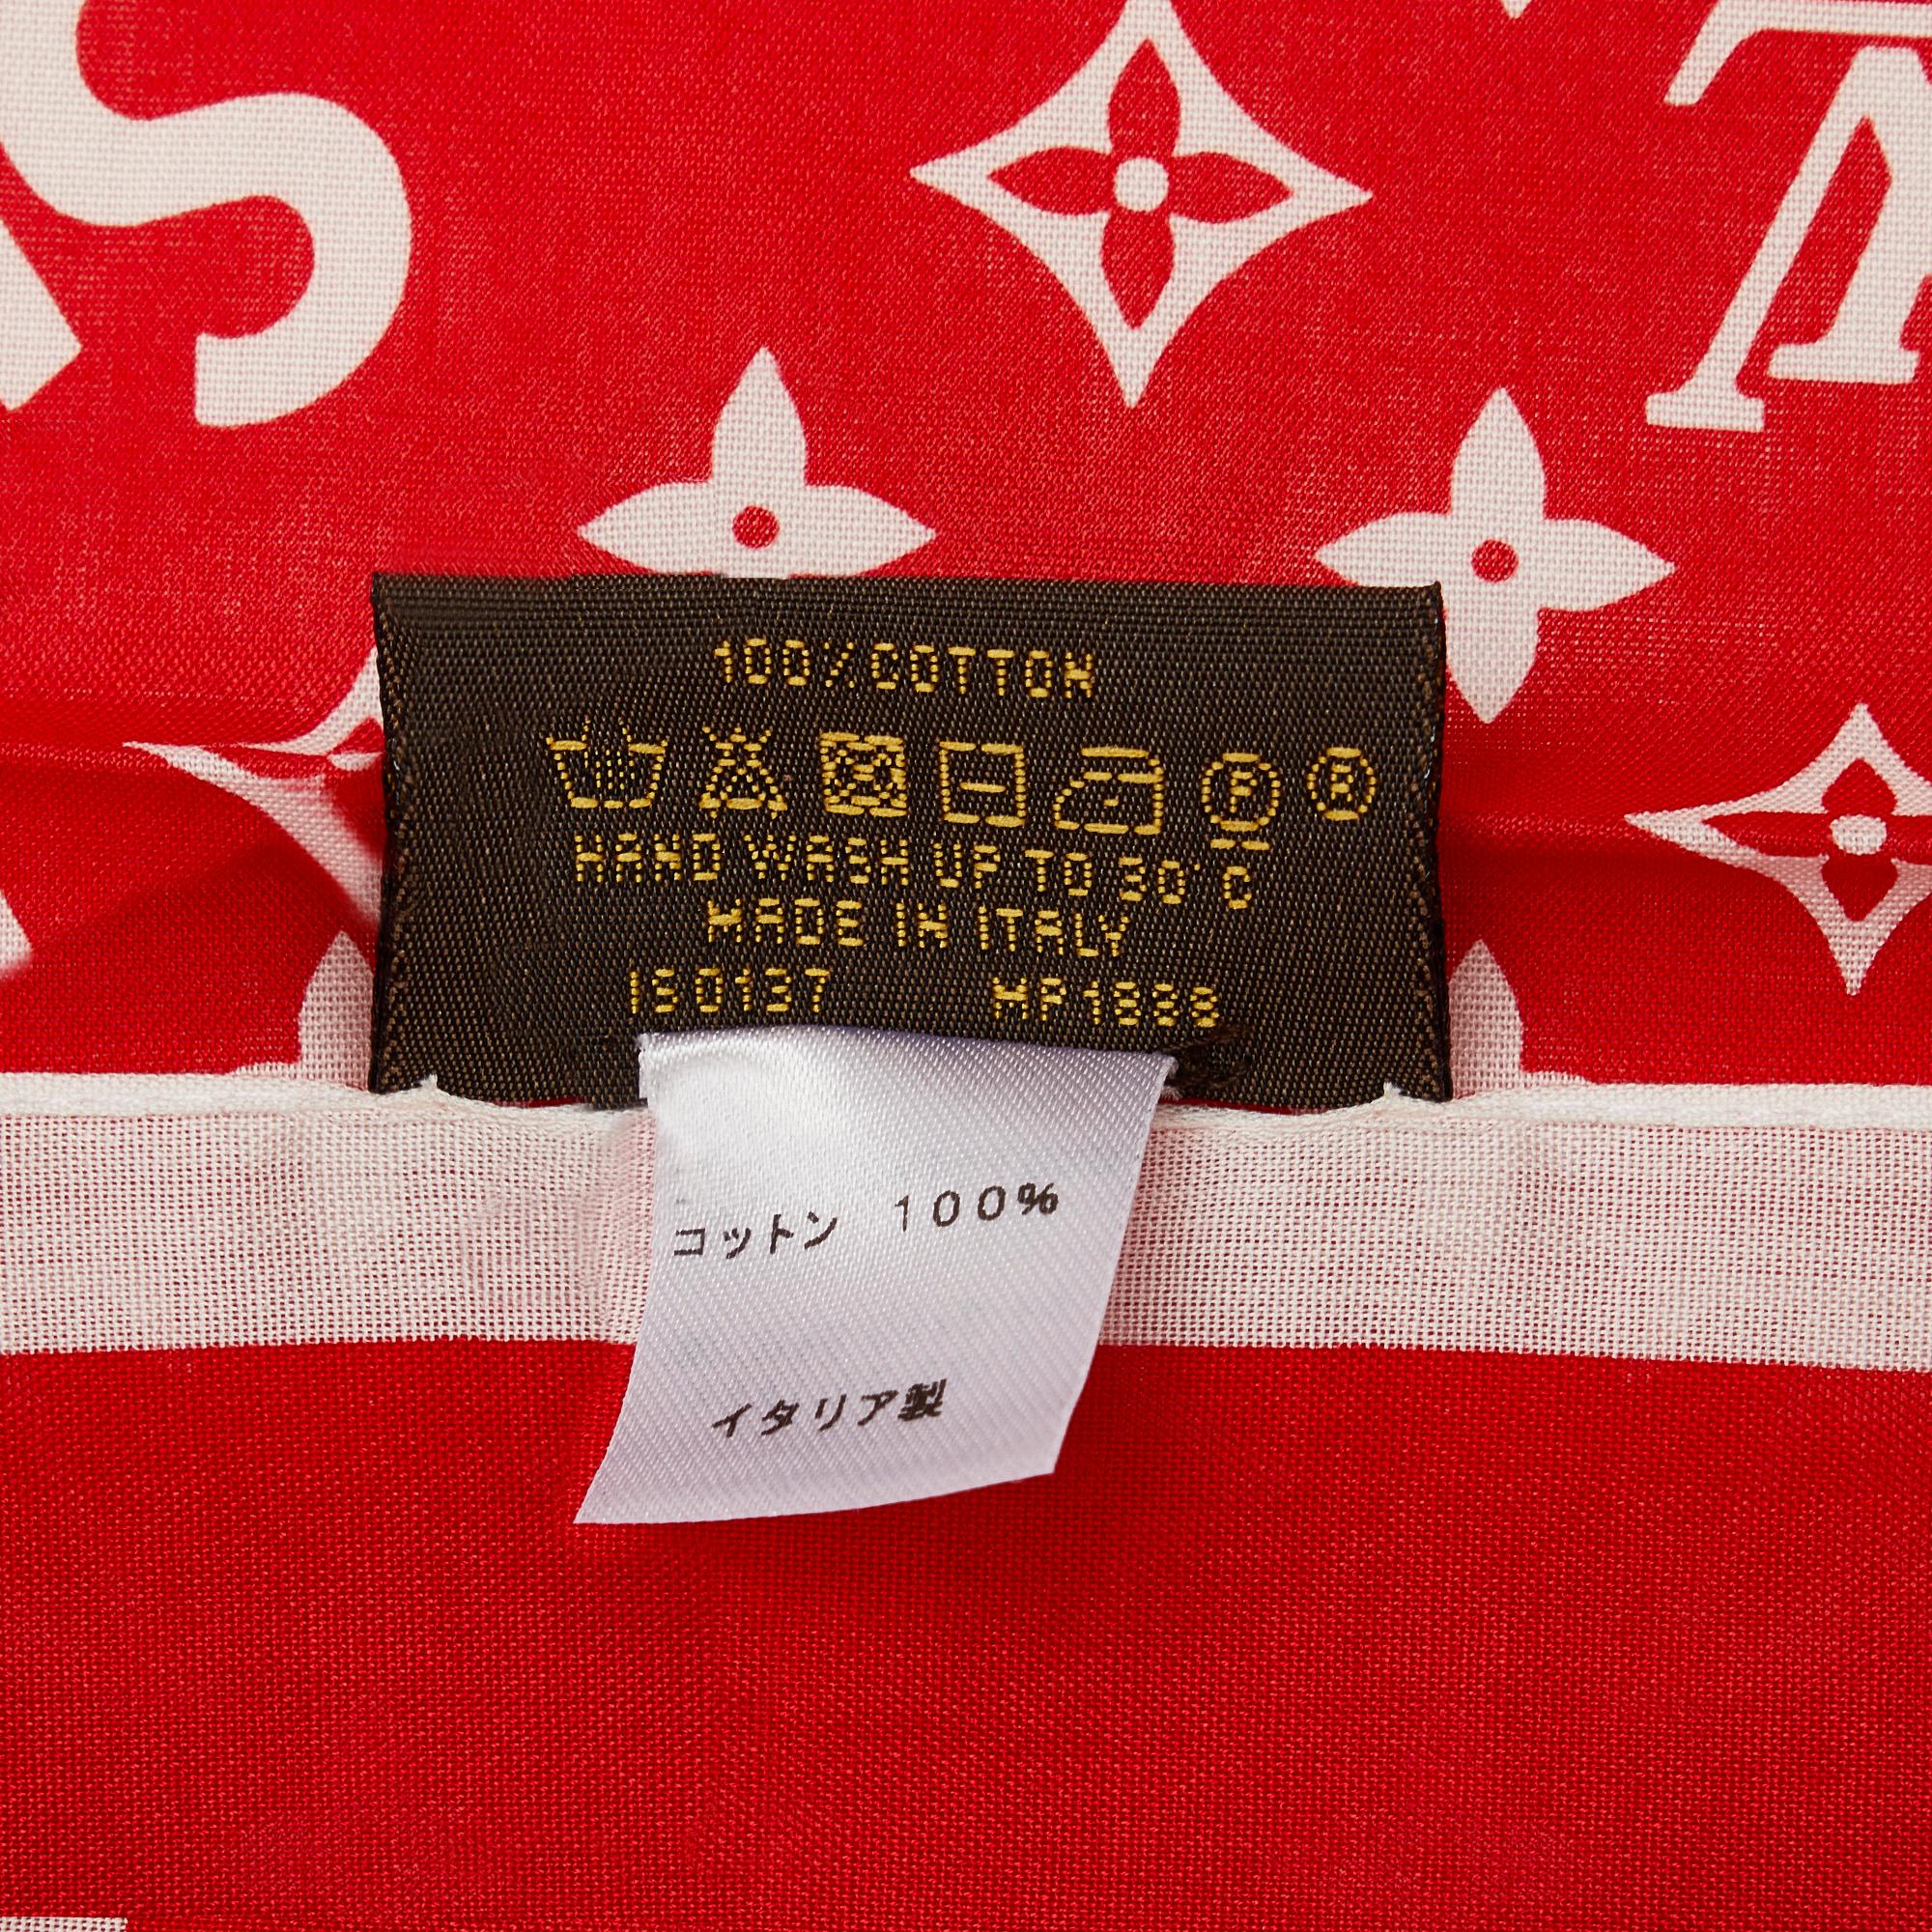 100% COTTON
P F
HAND WASH UP TO 30°C
MADE IN ITALY
IS0137 MP1888
コットン 100%
イタリア製